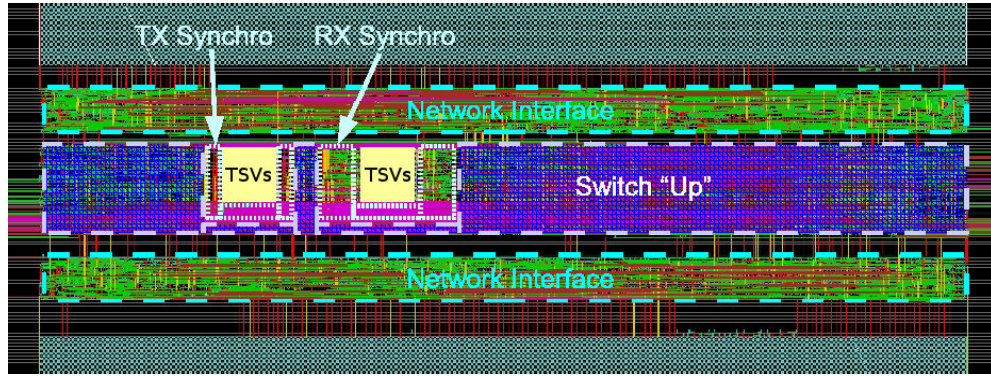 TX Synchro RX Synchro
Network Interface
TSVs TSVs
Switch “Up”
Network Interface